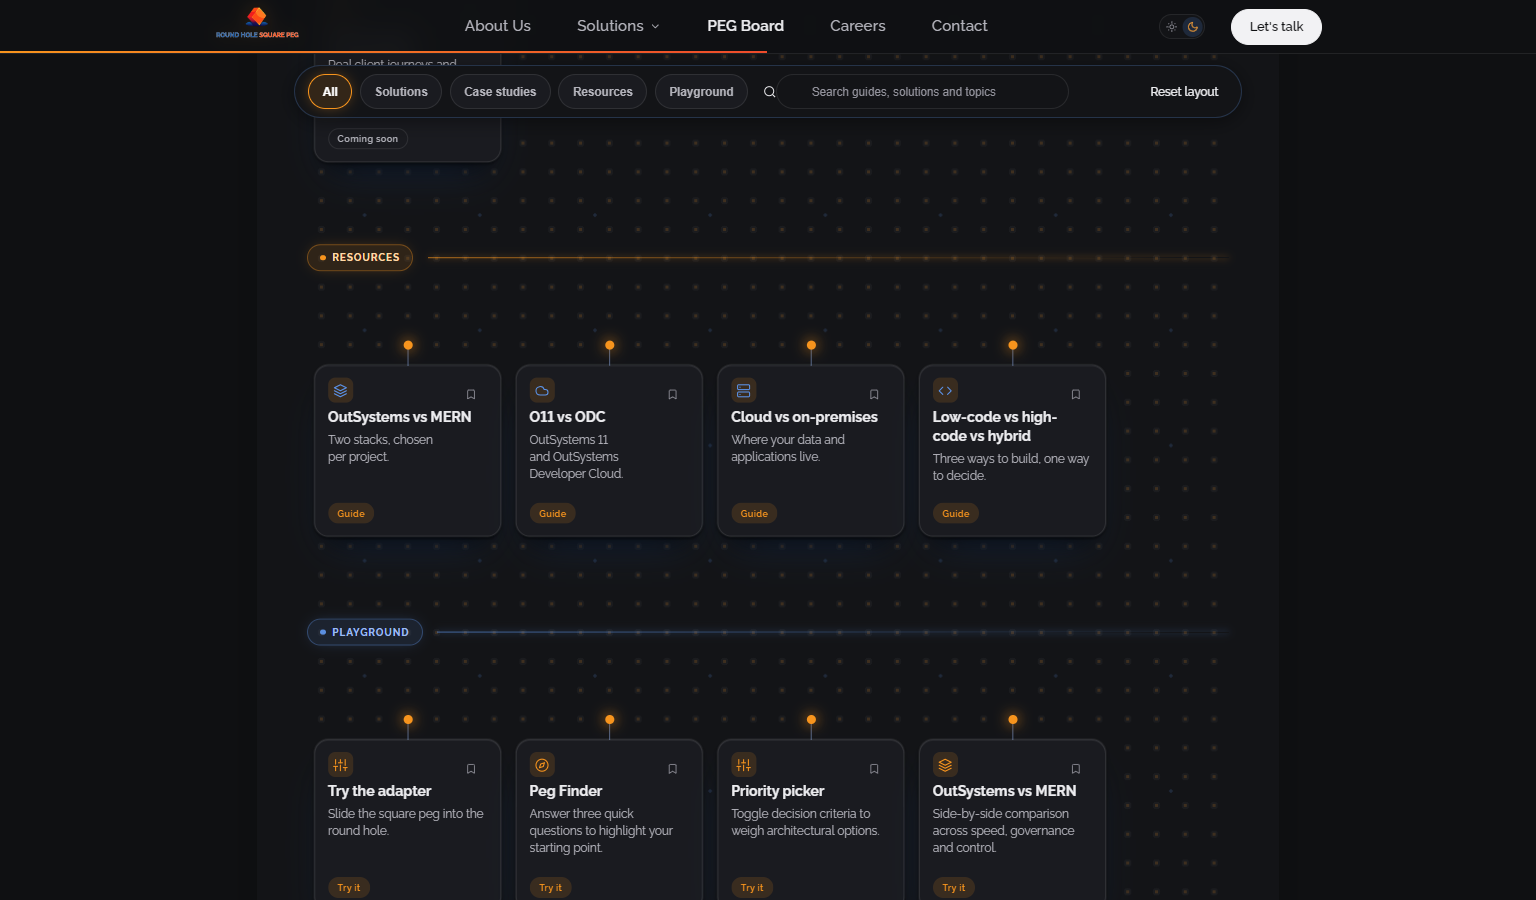 ROUND HOLE SQUARE PEG
About Us
Solutions
PEG Board
Careers
Contact
Let's talk
Real client journeys and
All
Solutions
Case studies
Resources
Playground
Search guides, solutions and topics
Reset layout
Coming soon
RESOURCES
OutSystems vs MERN
Two stacks, chosen
per project.
Guide
O11 vs ODC
OutSystems 11
and OutSystems
Developer Cloud.
Guide
Cloud vs on-premises
Where your data and
applications live.
Guide
Low-code vs high-
code vs hybrid
Three ways to build, one way
to decide.
Guide
PLAYGROUND
Try the adapter
Slide the square peg into the
round hole.
Try it
Peg Finder
Answer three quick
questions to highlight your
starting point.
Try it
Priority picker
Toggle decision criteria to
weigh architectural options.
Try it
OutSystems vs MERN
Side-by-side comparison
across speed, governance
and control.
Try it